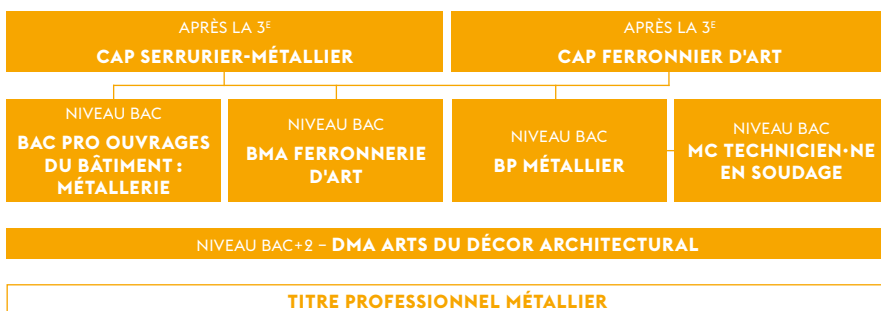 APRÈS LA 3E
CAP SERRURIER-MÉTALLIER
APRÈS LA 3E
CAP FERRONNIER D'ART
NIVEAU BAC
BAC PRO OUVRAGES
DU BÂTIMENT :
MÉTALLERIE
NIVEAU BAC
BMA FERRONNERIE
D'ART
NIVEAU BAC
BP MÉTALLIER
NIVEAU BAC
MC TECHNICIEN·NE
EN SOUDAGE
NIVEAU BAC+2 – DMA ARTS DU DÉCOR ARCHITECTURAL
TITRE PROFESSIONNEL MÉTALLIER